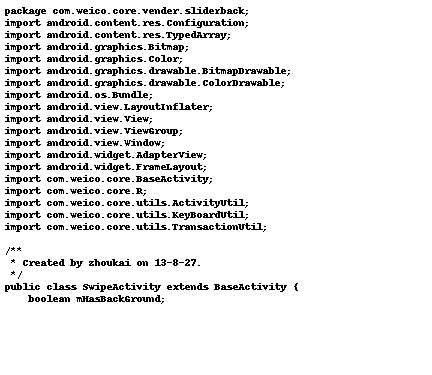 package com.weico.core.vender.sliderback;
import android.content.res.Configuration;
import android.content.res.TypedArray;
import android.graphics.Bitmap;
import android.graphics.Color;
import android.graphics.drawable.BitmapDrawable;
import android.graphics.drawable.ColorDrawable;
import android.os.Bundle;
import android.view.LayoutInflater;
import android.view.View;
import android.view.ViewGroup;
import android.view.Window;
import android.widget.AdapterView;
import android.widget.FrameLayout;
import com.weico.core.BaseActivity;
import com.weico.core.R;
import com.weico.core.utils.ActivityUtil;
import com.weico.core.utils.KeyBoardUtil;
import com.weico.core.utils.TransactionUtil;
/**
 * Created by zhoukai on 13-8-27.
 */
public class SwipeActivity extends BaseActivity {
    boolean mHasBackGround;